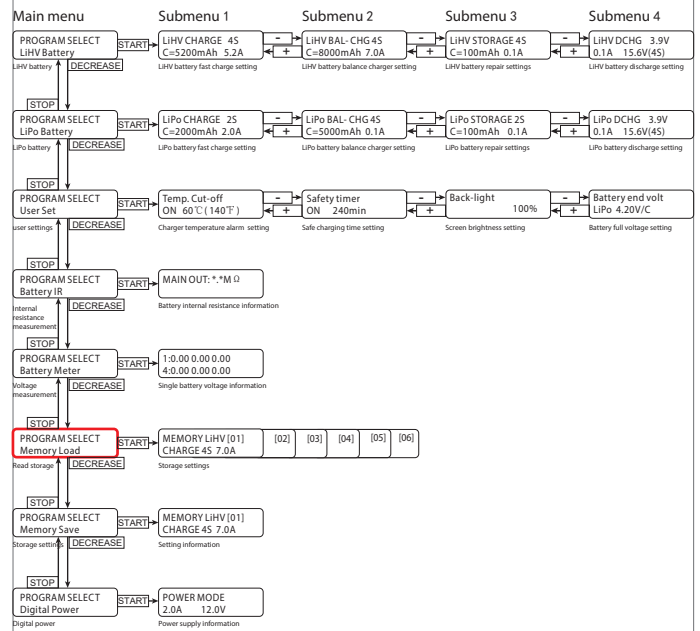 Main menu Submenu 1 Submenu 2 Submenu 3 Submenu 4
PROGRAM SELECT
LiHV Battery
START
LiHV CHARGE 4S
C=5200mAh 5.2A
-
+
LiHV BAL- CHG 4S
C=8000mAh 7.0A
-
+
LiHV STORAGE 4S
C=100mAh 0.1A
-
+
LiHV DCHG 3.9V
0.1A 15.6V(4S)
LiHV battery
DECREASE
LiHV battery fast charge setting
LiHV battery balance charger setting
LiHV battery repair settings
LiHV battery discharge setting
STOP
PROGRAM SELECT
LiPo Battery
START
LiPo CHARGE 2S
C=2000mAh 2.0A
-
+
LiPo BAL- CHG 4S
C=5000mAh 0.1A
-
+
LiPo STORAGE 2S
C=100mAh 0.1A
-
+
LiPo DCHG 3.9V
0.1A 15.6V(4S)
LiPo battery
DECREASE
LiPo battery fast charge setting
LiPo battery balance charger setting
LiPo battery repair settings
LiPo battery discharge setting
STOP
PROGRAM SELECT
User Set
START
Temp. Cut-off
ON 60℃(140℉)
-
+
Safety timer
ON 240min
-
+
Back-light
100%
-
+
Battery end volt
LiPo 4.20V/C
user settings
DECREASE
Charger temperature alarm setting
Safe charging time setting
Screen brightness setting
Battery full voltage setting
STOP
PROGRAM SELECT
Battery IR
START
MAIN OUT: *.*M Ω
Internal
resistance
measurement
DECREASE
Battery internal resistance information
STOP
PROGRAM SELECT
Battery Meter
START
1:0.00 0.00 0.00
4:0.00 0.00 0.00
Voltage
measurement
DECREASE
Single battery voltage information
STOP
PROGRAM SELECT
Memory Load
START
MEMORY LiHV [01]
CHARGE 4S 7.0A
[02] [03] [04] [05] [06]
Read storage
DECREASE
Storage settings
STOP
PROGRAM SELECT
Memory Save
START
MEMORY LiHV [01]
CHARGE 4S 7.0A
Storage settings
DECREASE
Setting information
STOP
PROGRAM SELECT
Digital Power
START
POWER MODE
2.0A 12.0V
Digital power
Power supply information